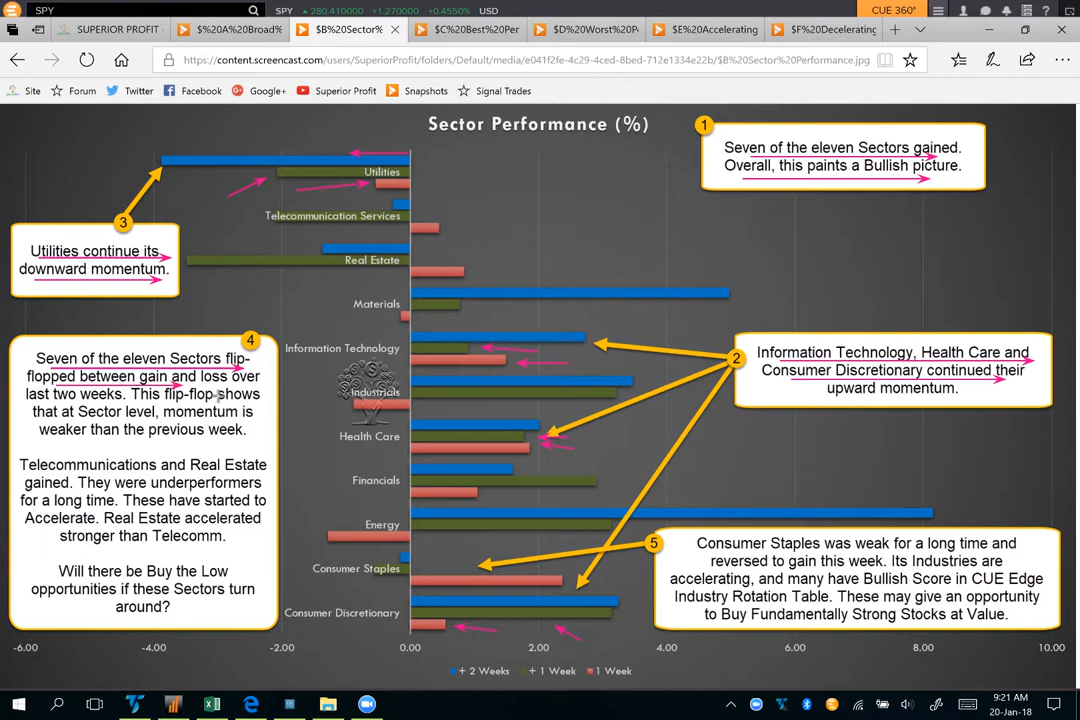 SPY
SPY
280.410000
+1.270000
+0.4550%
USD
CUE 360°
SUPERIOR PROFIT
$%20A%20Broad%
$B%20Sector%
$C%20Best%20Per
$D%20Worst%20P
$E%20Accelerating
$F%20Decelerating
https://content.screencast.com/users/SuperiorProfit/folders/Default/media/e041f2fe-4c29-4ced-8bed-712e1334e22b/$B%20Sector%20Performance.jpg
Site
Forum
Twitter
Facebook
Google+
Superior Profit
Snapshots
Signal Trades
Sector Performance (%)
1
Seven of the eleven Sectors gained.
Overall, this paints a Bullish picture.
Utilities
Telecommunication Services
Real Estate
Materials
Information Technology
Industrials
Health Care
Financials
Energy
Consumer Staples
Consumer Discretionary
3
Utilities continue its
downward momentum.
4
Seven of the eleven Sectors flip-
flopped between gain and loss over
last two weeks. This flip-flop shows
that at Sector level, momentum is
weaker than the previous week.
Telecommunications and Real Estate
gained. They were underperformers
for a long time. These have started to
Accelerate. Real Estate accelerated
stronger than Telecomm.
Will there be Buy the Low
opportunities if these Sectors turn
around?
2
Information Technology, Health Care and
Consumer Discretionary continued their
upward momentum.
5
Consumer Staples was weak for a long time and
reversed to gain this week. Its Industries are
accelerating, and many have Bullish Score in CUE Edge
Industry Rotation Table. These may give an opportunity
to Buy Fundamentally Strong Stocks at Value.
-6.00
-4.00
-2.00
0.00
2.00
4.00
6.00
8.00
10.00
+ 2 Weeks
+ 1 Week
1 Week
9:21 AM
20-Jan-18